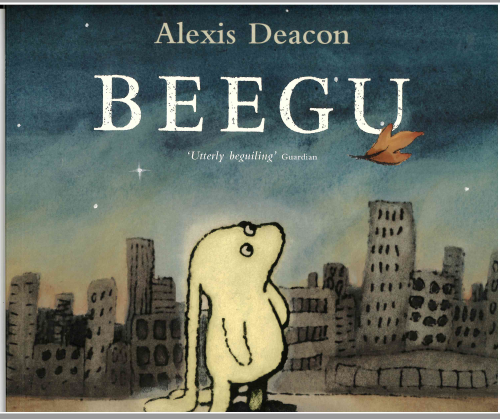 Alexis Deacon
BEEGU
'Utterly beguiling' Guardian